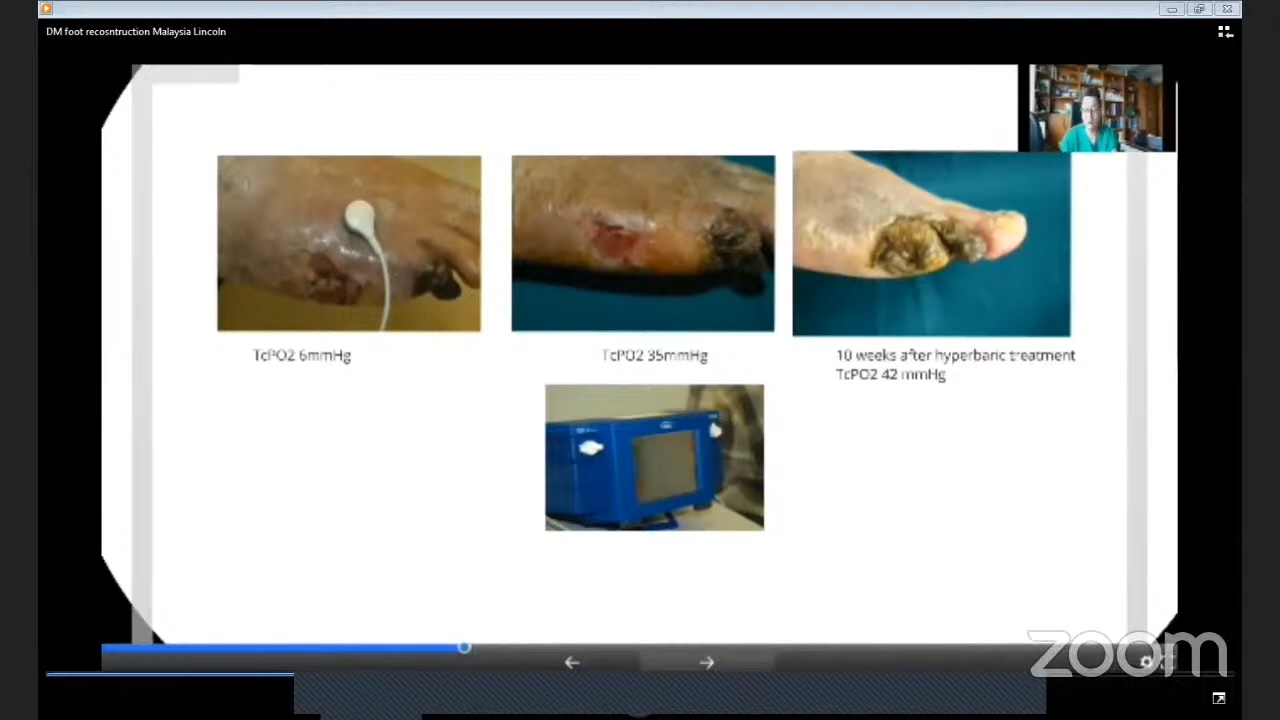 DM foot recosntruction Malaysia Lincoln
TcPO2 6mmHg
TcPO2 35mmHg
10 weeks after hyperbaric treatment
TcPO2 42 mmHg
zoom